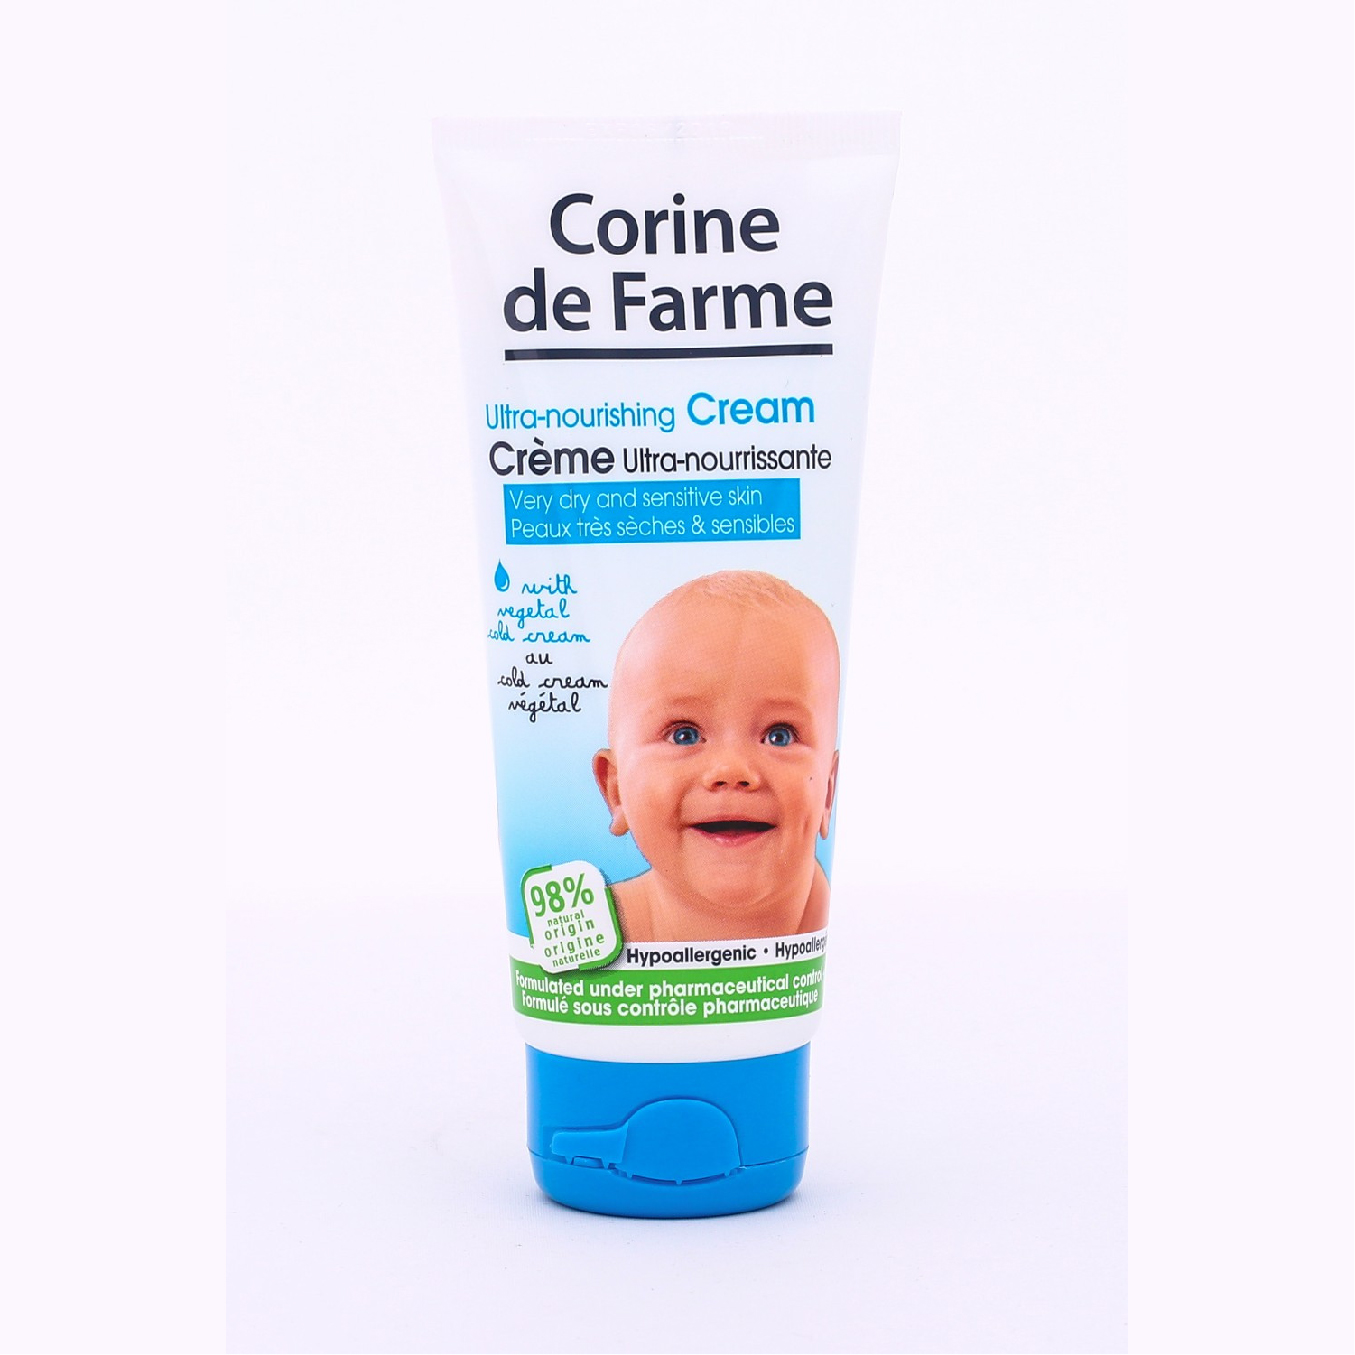 Corine
de Farme
Ultra-nourishing Cream
Crème Ultra-nourrissante
Very dry and sensitive skin
Peaux très sèches & sensibles
with
vegetal
cold cream
au
cold cream
végétal
98%
natural
origin
origine
naturelle
Hypoallergenic • Hypoallerg
Formulated under pharmaceutical contro
Formulé sous contrôle pharmaceutique